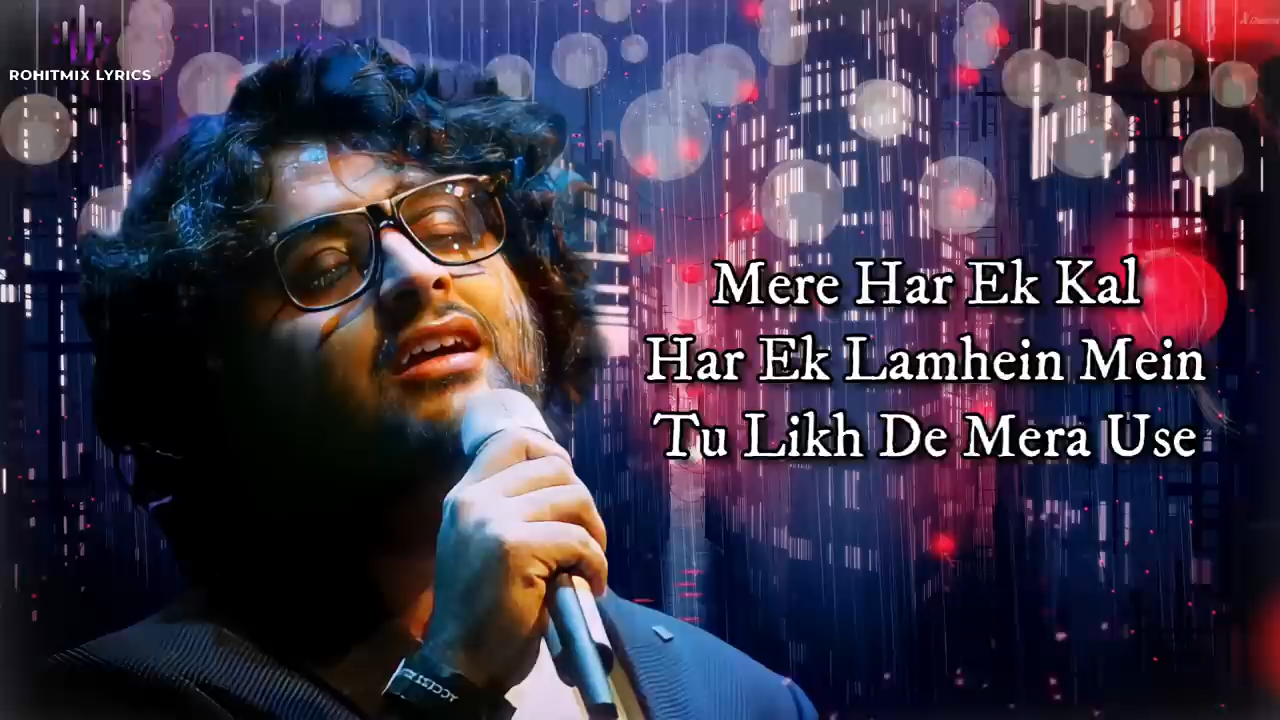 ROHITMIX LYRICS
Mere Har Ek Kal
Har Ek Lamhein Mein
Tu Likh De Mera Use